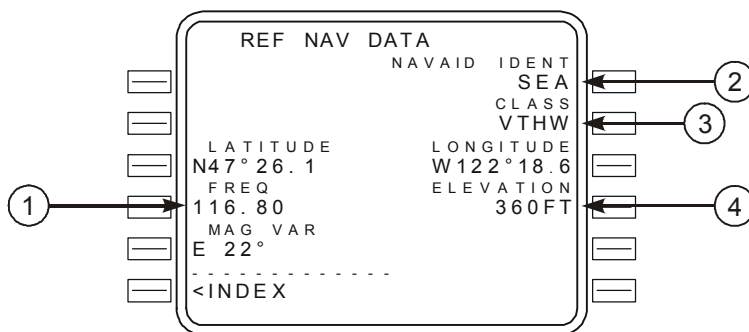 REF NAV DATA
NAVAID IDENT
SEA
2
CLASS
VTHW
3
LATITUDE LONGITUDE
N47°26.1 W122°18.6
FREQ ELEVATION
1 116.80 360FT 4
MAG VAR
E 22°
- - - - - - - - - - - - - -
<INDEX